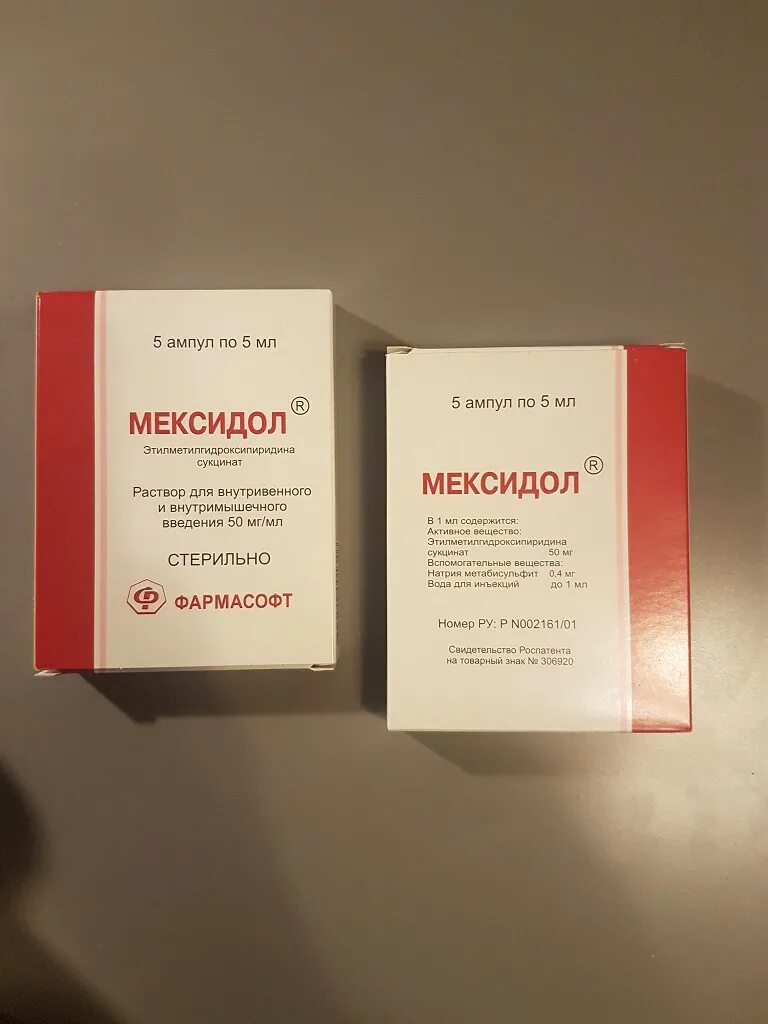 5 ампул по 5 мл
МЕКСИДОЛ ®
Этилметилгидроксипиридина
сукцинат
Раствор для внутривенного
и внутримышечного
введения 50 мг/мл
СТЕРИЛЬНО
ФАРМАСОФТ
5 ампул по 5 мл
МЕКСИДОЛ ®
В 1 мл содержится:
Активное вещество:
Этилметилгидроксипиридина
сукцинат 50 мг
Вспомогательные вещества:
Натрия метабисульфит 0,4 мг
Вода для инъекций до 1 мл
Номер РУ: Р N002161/01
Свидетельство Роспатента
на товарный знак № 306920